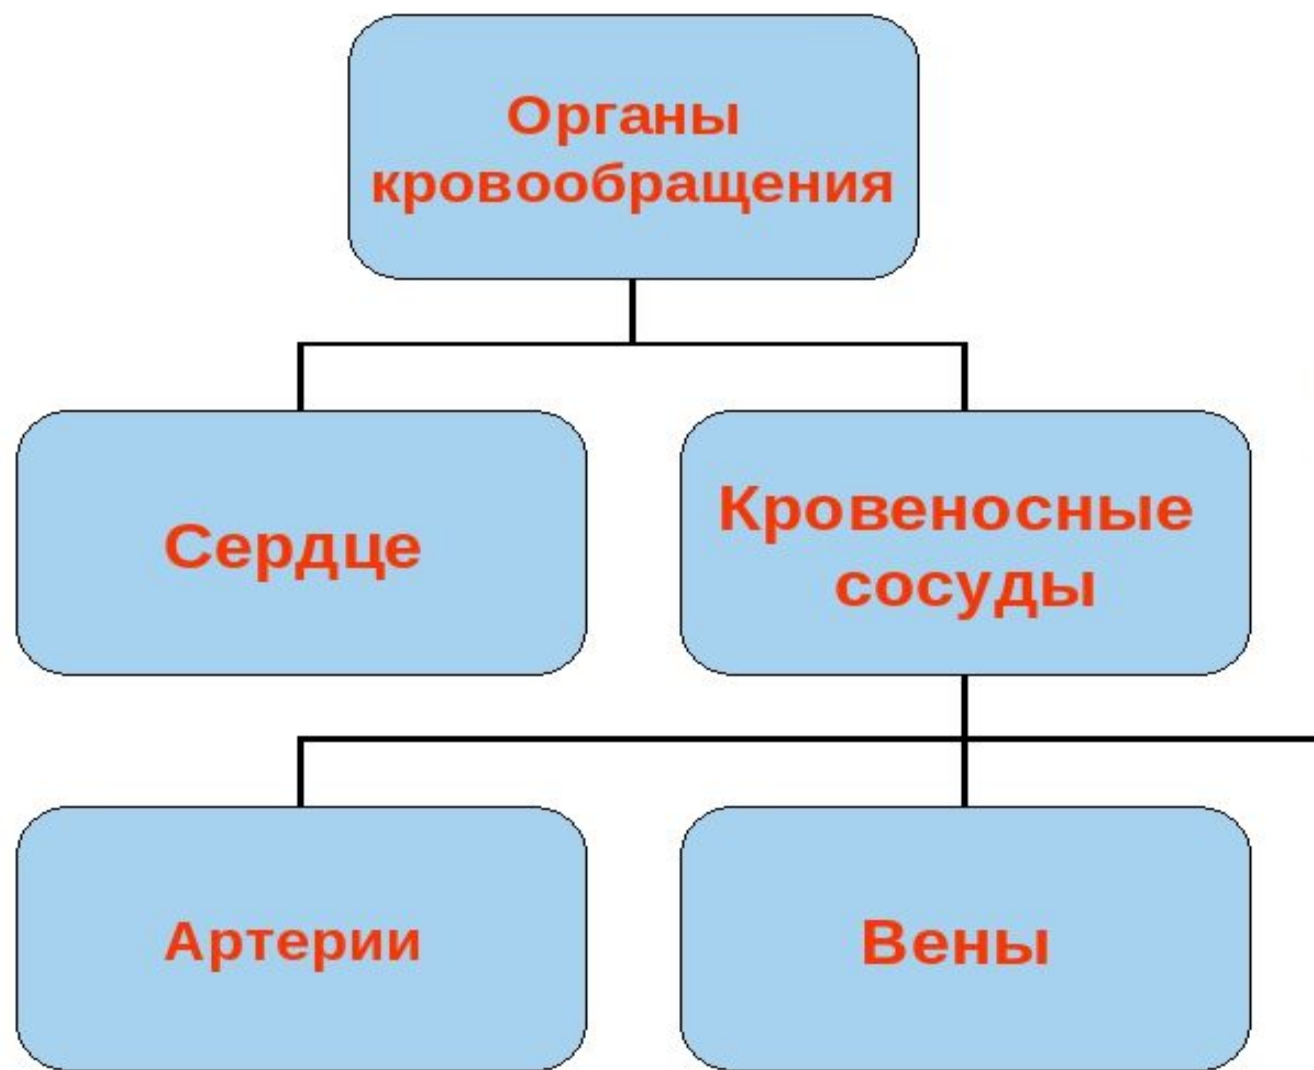 Органы
кровообращения
Сердце
Кровеносные
сосуды
Артерии
Вены